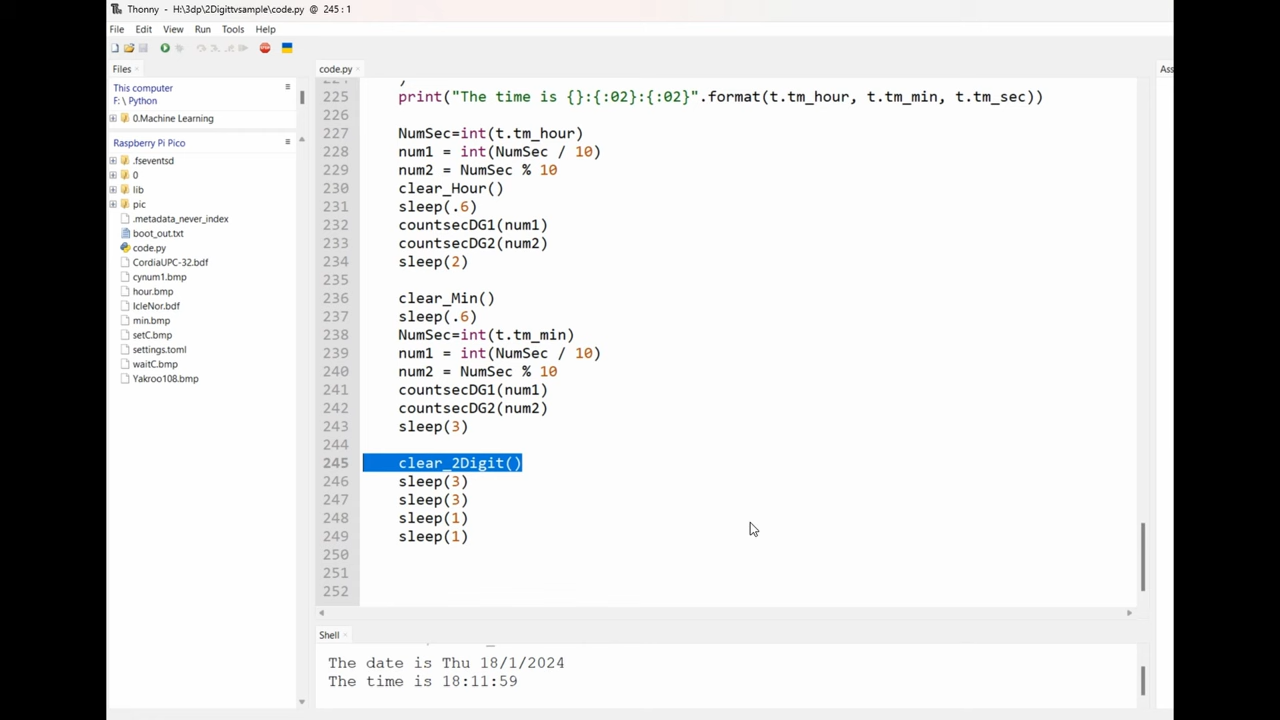 Thonny - H:\3dp\2Digittvsample\code.py @ 245 : 1
File Edit View Run Tools Help
Files
This computer
F: \ Python
0.Machine Learning
Raspberry Pi Pico
.fseventsd
0
lib
pic
.metadata_never_index
boot_out.txt
code.py
CordiaUPC-32.bdf
cynum1.bmp
hour.bmp
IcleNor.bdf
min.bmp
setC.bmp
settings.toml
waitC.bmp
Yakroo108.bmp
code.py
225 print("The time is {}:{:02}:{:02}".format(t.tm_hour, t.tm_min, t.tm_sec))
226
227 NumSec=int(t.tm_hour)
228 num1 = int(NumSec / 10)
229 num2 = NumSec % 10
230 clear_Hour()
231 sleep(.6)
232 countsecDG1(num1)
233 countsecDG2(num2)
234 sleep(2)
235
236 clear_Min()
237 sleep(.6)
238 NumSec=int(t.tm_min)
239 num1 = int(NumSec / 10)
240 num2 = NumSec % 10
241 countsecDG1(num1)
242 countsecDG2(num2)
243 sleep(3)
244
245 clear_2Digit()
246 sleep(3)
247 sleep(3)
248 sleep(1)
249 sleep(1)
250
251
252
Shell
The date is Thu 18/1/2024
The time is 18:11:59
Ass